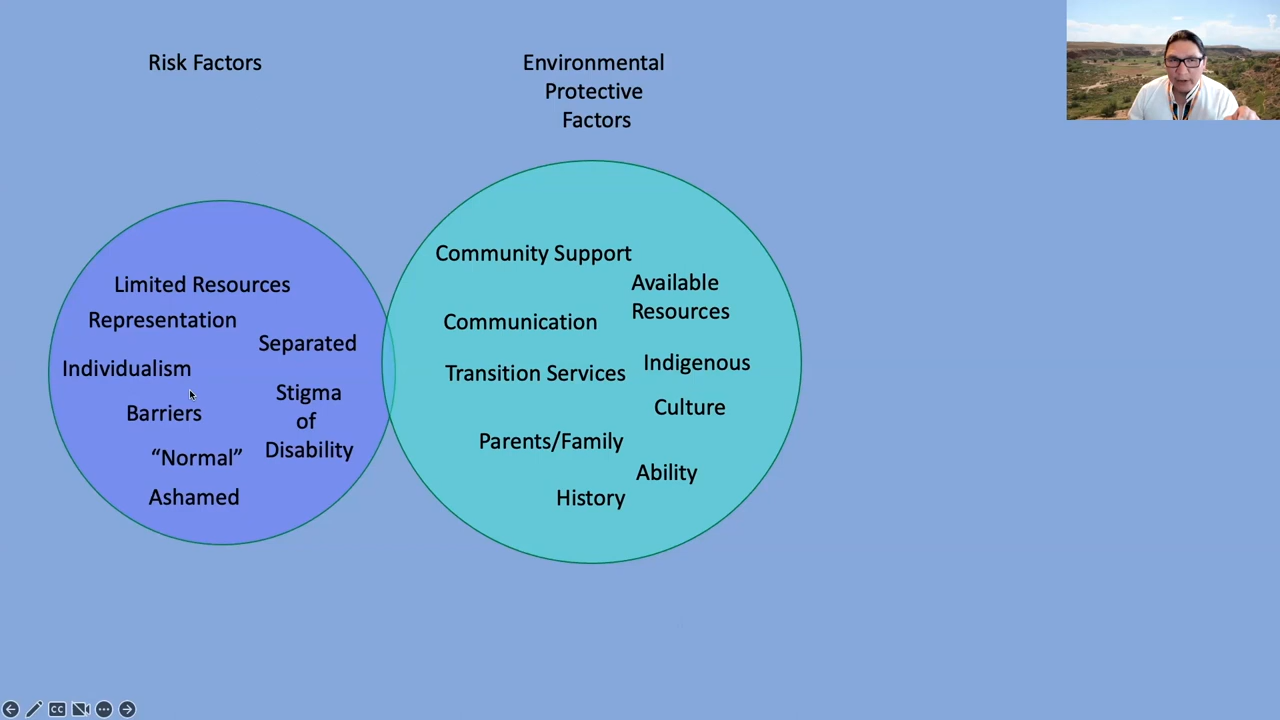 Risk Factors
Environmental
Protective
Factors
Limited Resources
Representation
Separated
Individualism
Stigma
of
Disability
Barriers
“Normal”
Ashamed
Community Support
Available
Resources
Communication
Indigenous
Transition Services
Culture
Parents/Family
Ability
History
CC